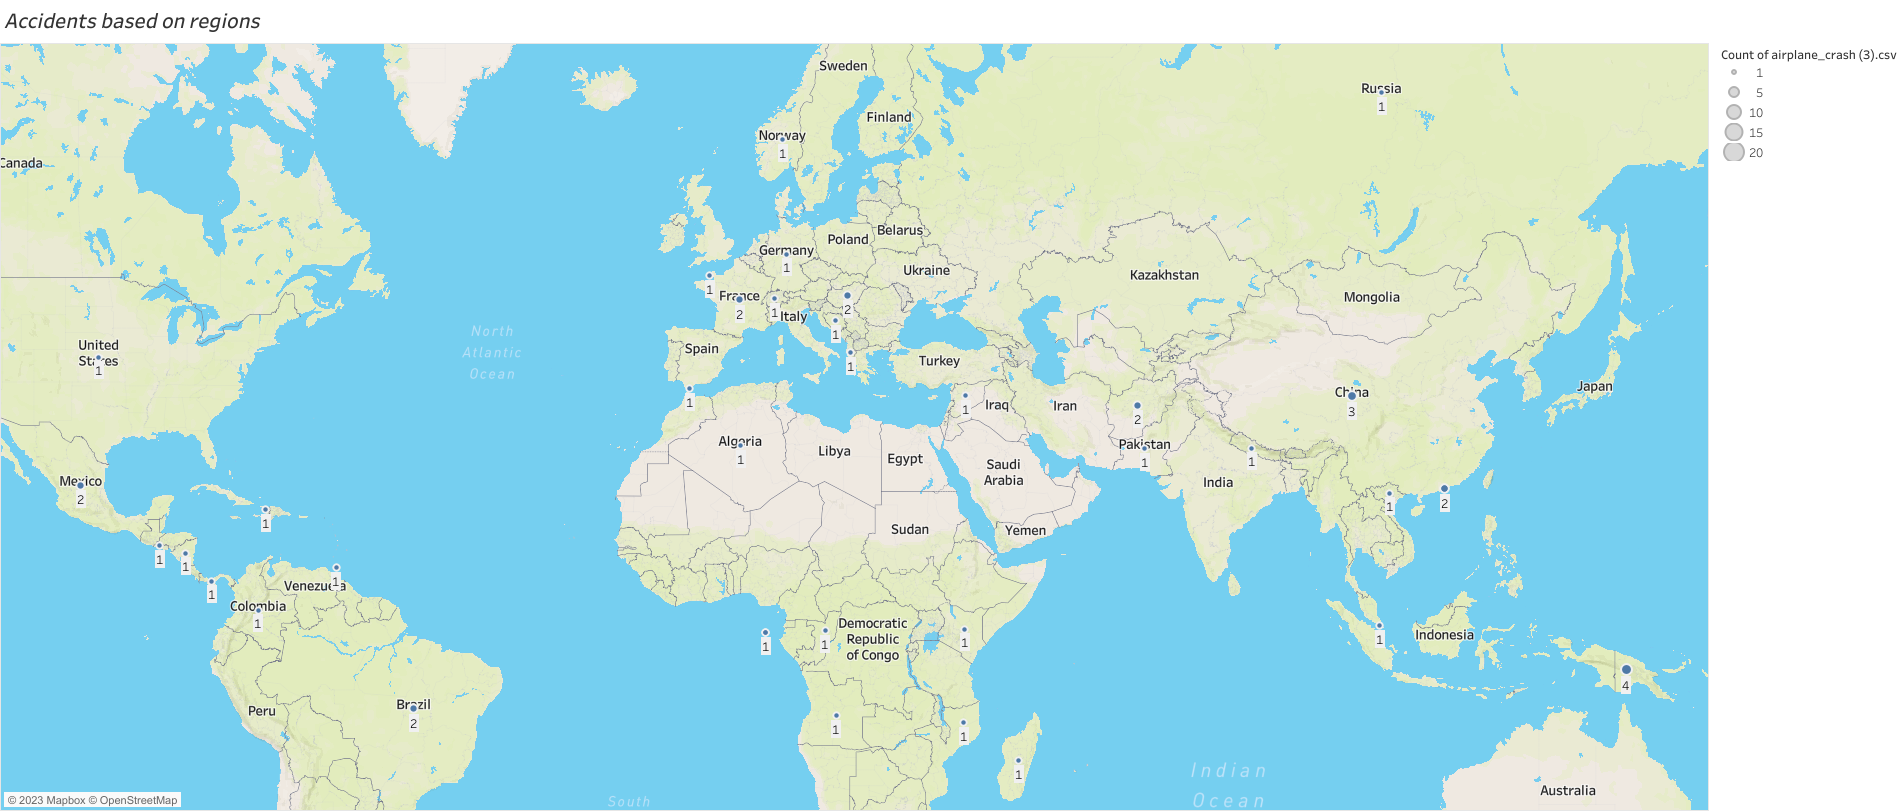 Accidents based on regions
Count of airplane_crash (3).csv
1
5
10
15
20
Sweden
Russia
1
Finland
Norway
1
Canada
Belarus
Poland
Germany
1
Ukraine
Kazakhstan
1
France
2
1
Italy
2
1
Mongolia
North
Atlantic
Ocean
United
States
1
Spain
1
Turkey
Japan
China
3
1
1
Iraq
Iran
2
Algeria
1
Libya
Egypt
Pakistan
1
1
Saudi
Arabia
India
Mexico
2
1
2
1
Sudan
Yemen
1
1
1
Venezuela
1
Colombia
1
1
1
Democratic
Republic
of Congo
1
1
Indonesia
4
Brazil
2
Peru
1
1
1
Indian
Ocean
Australia
South
© 2023 Mapbox © OpenStreetMap